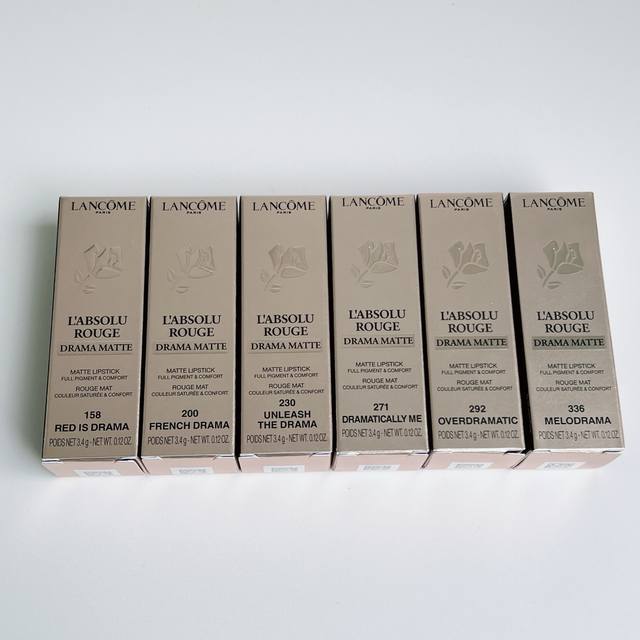 LANCÔME
PARIS
L'ABSOLU
ROUGE
DRAMA MATTE
MATTE LIPSTICK
FULL PIGMENT & COMFORT
ROUGE MAT
COULEUR SATURÉE & CONFORT
158
RED IS DRAMA
POIDS NET 3.4 g - NET WT. 0.12 OZ.
LANCÔME
PARIS
L'ABSOLU
ROUGE
DRAMA MATTE
MATTE LIPSTICK
FULL PIGMENT & COMFORT
ROUGE MAT
COULEUR SATURÉE & CONFORT
200
FRENCH DRAMA
POIDS NET 3.4 g - NET WT. 0.12 OZ.
LANCÔME
PARIS
L'ABSOLU
ROUGE
DRAMA MATTE
MATTE LIPSTICK
FULL PIGMENT & COMFORT
ROUGE MAT
COULEUR SATURÉE & CONFORT
230
UNLEASH
THE DRAMA
POIDS NET 3.4 g - NET WT. 0.12 OZ.
LANCÔME
PARIS
L'ABSOLU
ROUGE
DRAMA MATTE
MATTE LIPSTICK
FULL PIGMENT & COMFORT
ROUGE MAT
COULEUR SATURÉE & CONFORT
271
DRAMATICALLY ME
POIDS NET 3.4 g - NET WT. 0.12 OZ.
LANCÔME
PARIS
L'ABSOLU
ROUGE
DRAMA MATTE
MATTE LIPSTICK
FULL PIGMENT & COMFORT
ROUGE MAT
COULEUR SATURÉE & CONFORT
292
OVERDRAMATIC
POIDS NET 3.4 g - NET WT. 0.12 OZ.
LANCÔME
PARIS
L'ABSOLU
ROUGE
DRAMA MATTE
MATTE LIPSTICK
FULL PIGMENT & COMFORT
ROUGE MAT
COULEUR SATURÉE & CONFORT
336
MELODRAMA
POIDS NET 3.4 g - NET WT. 0.12 OZ.